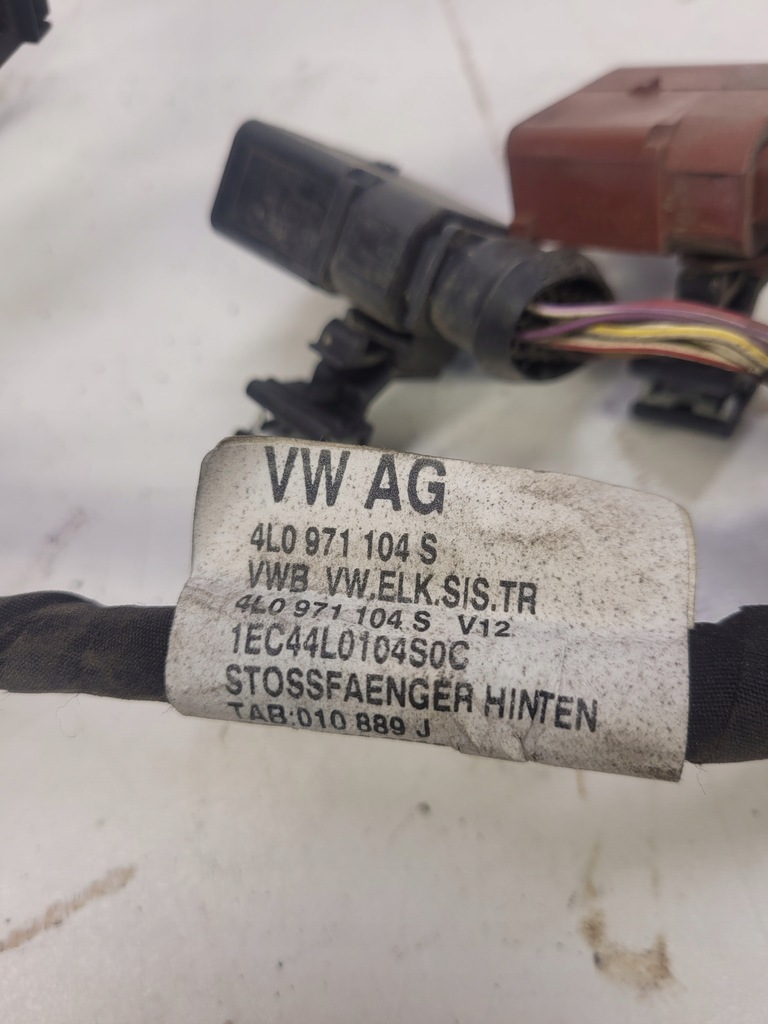 VW AG
4L0 971 104 S
VWB VW.ELK.SIS.TR
4L0 971 104 S V12
1EC44L0104S0C
STOSSFAENGER HINTEN
TAB:010 889 J